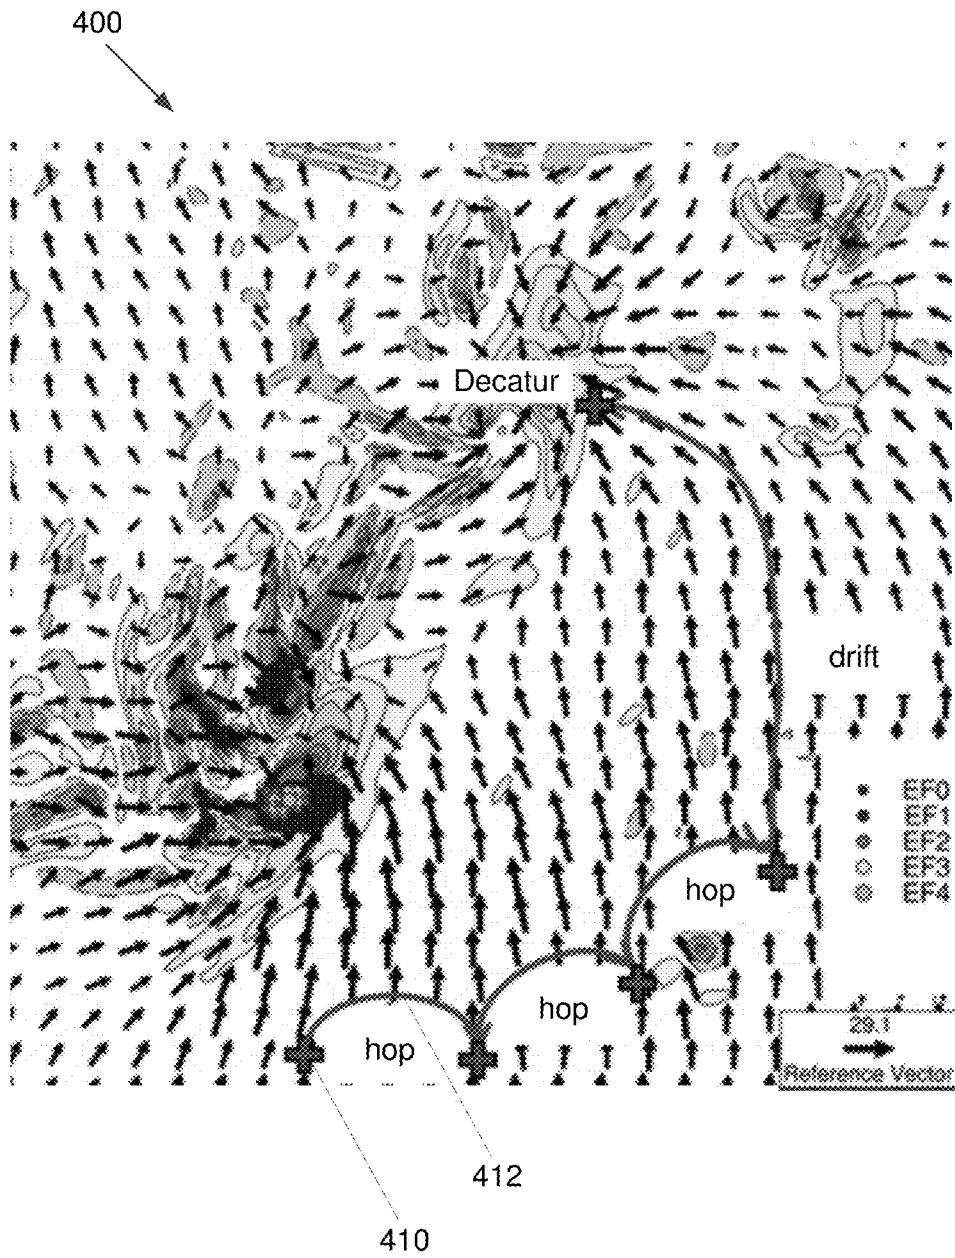 400
Decatur
drift
EF0
EF1
EF2
EF3
EF4
hop
hop
hop
29.1
Reference Vector
412
410